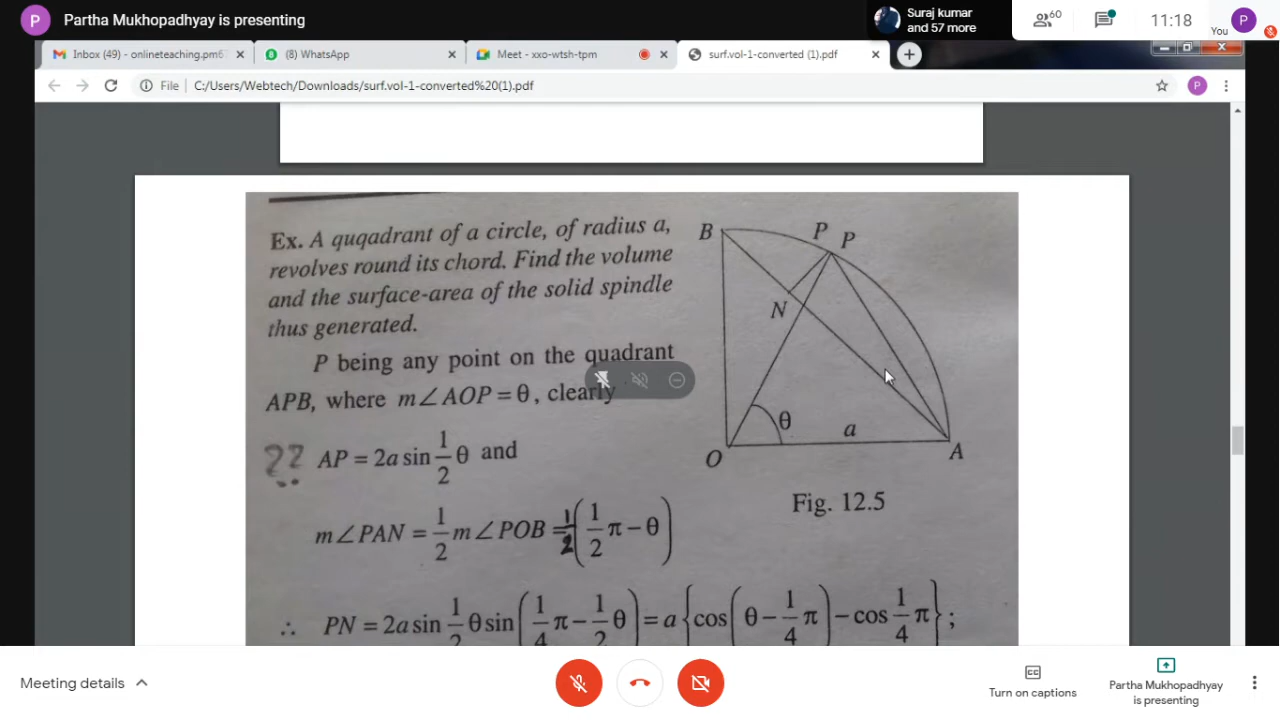 P Partha Mukhopadhyay is presenting
Suraj kumar
and 57 more
60
11:18
You
P
Inbox (49) - onlineteaching.pm67
(8) WhatsApp
Meet - xxo-wtsh-tpm
surf.vol-1-converted (1).pdf
File | C:/Users/Webtech/Downloads/surf.vol-1-converted%20(1).pdf
P
Ex. A quqadrant of a circle, of radius a,
revolves round its chord. Find the volume
and the surface-area of the solid spindle
thus generated.
P being any point on the quadrant
APB, where m∠AOP = θ, clearly
?? AP = 2a sin 1/2 θ and
m∠PAN = 1/2 m∠POB = 1/2 (1/2 π − θ)
∴ PN = 2a sin 1/2 θ sin (1/4 π − 1/2 θ) = a {cos (θ − 1/4 π) − cos 1/4 π} ;
B
P
P
N
θ
a
O
A
Fig. 12.5
Meeting details
Turn on captions
Partha Mukhopadhyay
is presenting